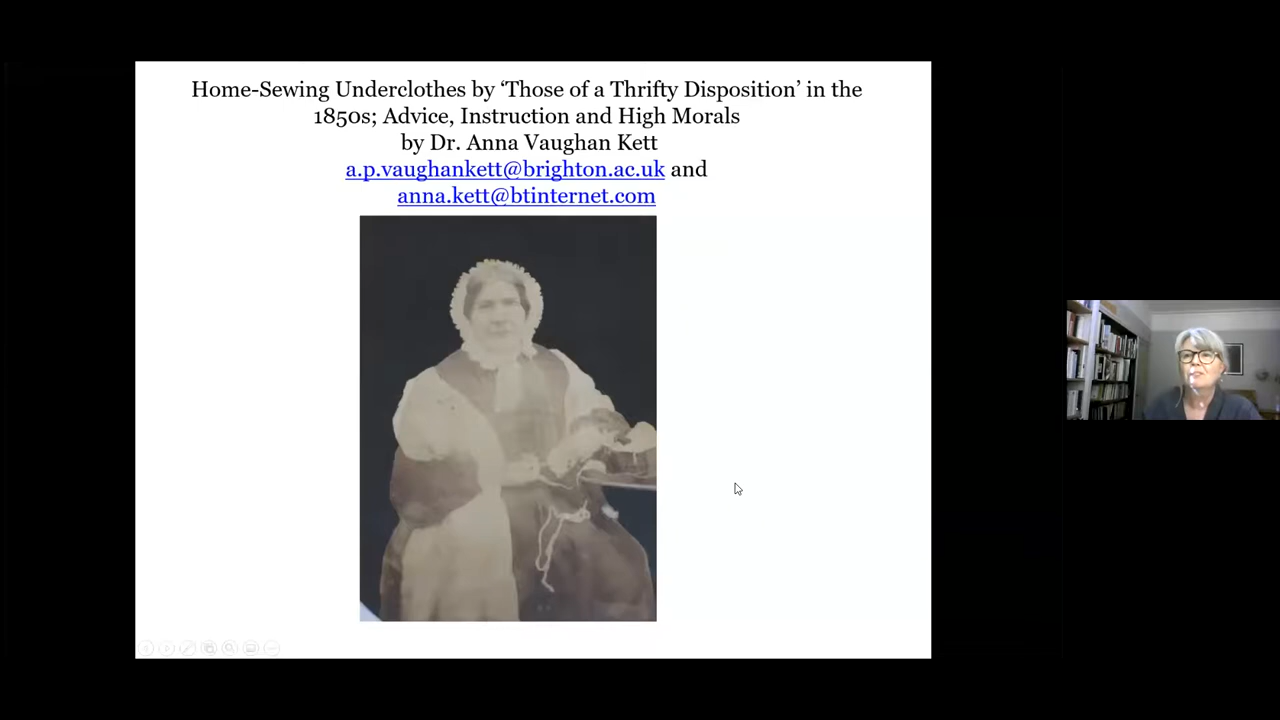 Home-Sewing Underclothes by ‘Those of a Thrifty Disposition’ in the
1850s; Advice, Instruction and High Morals
by Dr. Anna Vaughan Kett
a.p.vaughankett@brighton.ac.uk and
anna.kett@btinternet.com